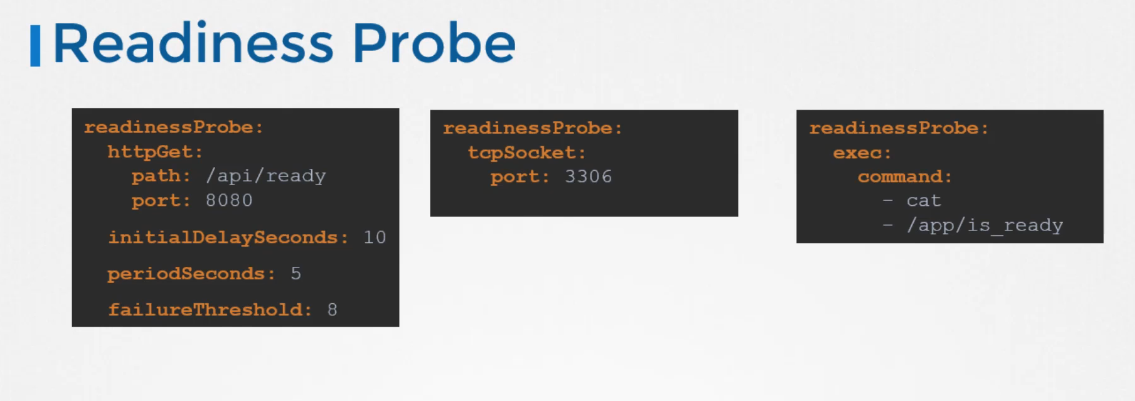 Readiness Probe
readinessProbe:
  httpGet:
    path: /api/ready
    port: 8080
  initialDelaySeconds: 10
  periodSeconds: 5
  failureThreshold: 8
readinessProbe:
  tcpSocket:
    port: 3306
readinessProbe:
  exec:
    command:
      - cat
      - /app/is_ready